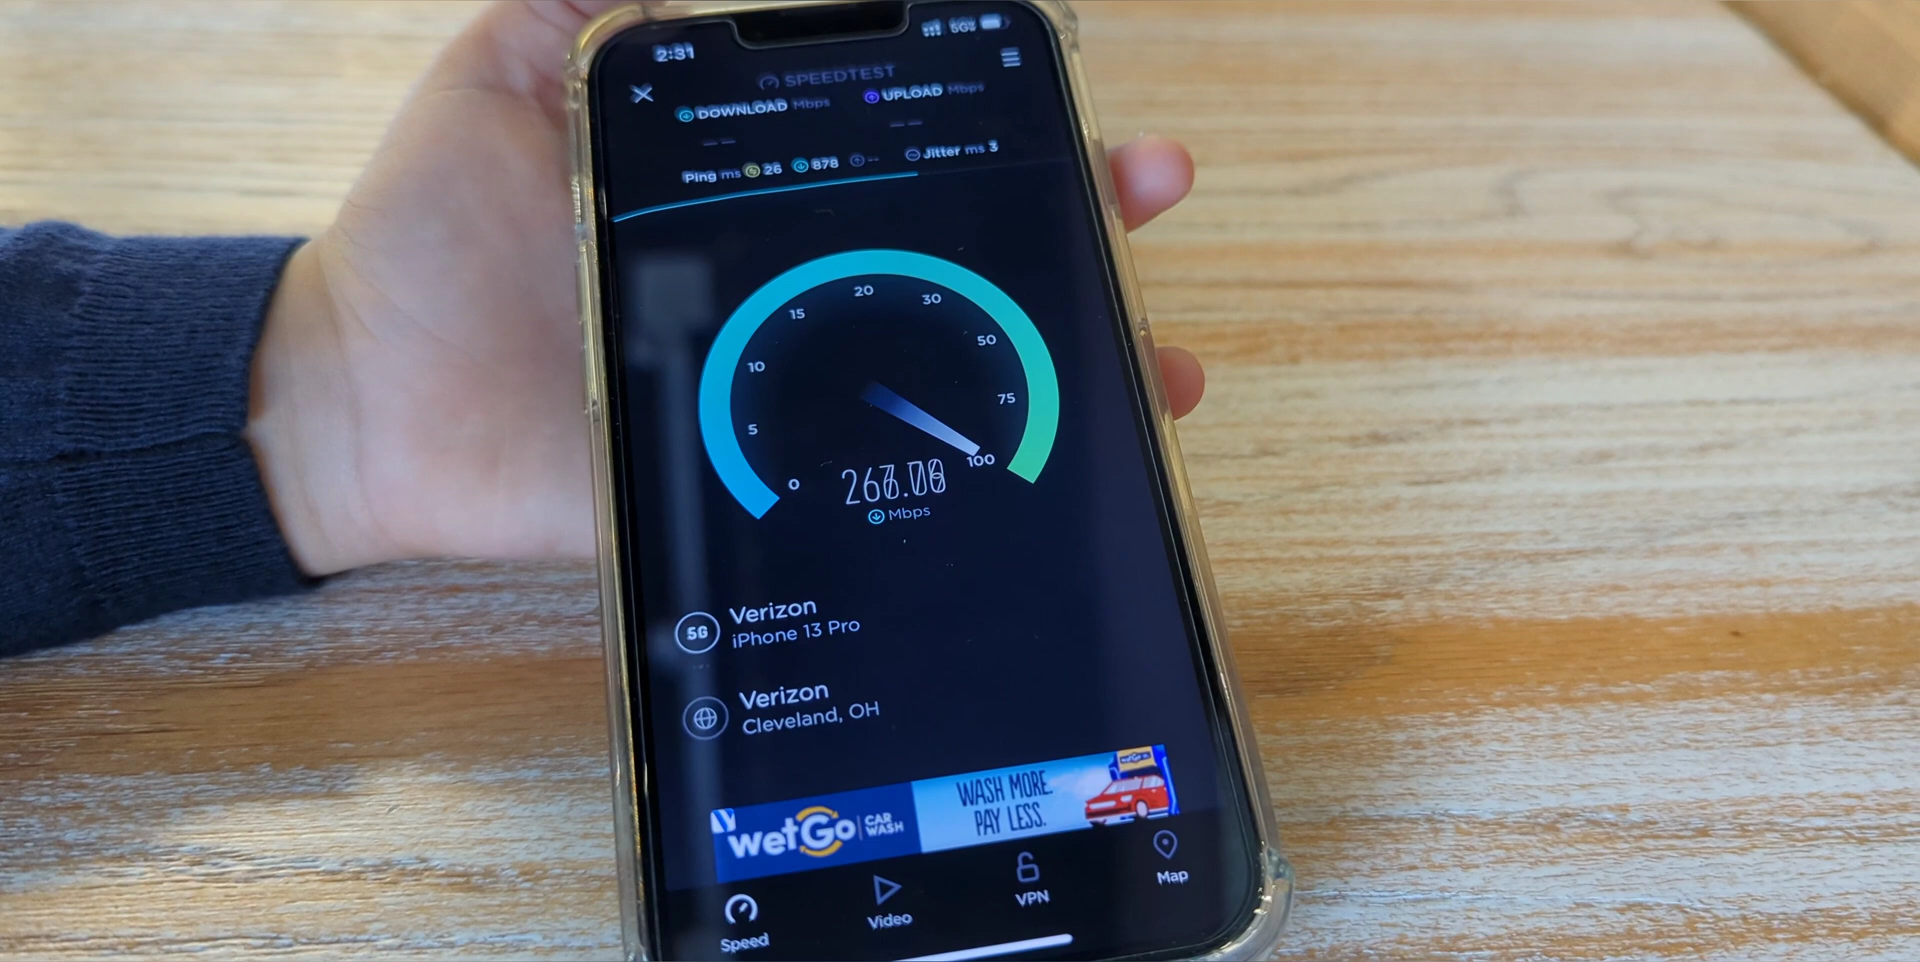 2:31 5G
SPEEDTEST
DOWNLOAD Mbps UPLOAD Mbps
Ping ms 26 878 -- Jitter ms 3
0
5
10
15
20
30
50
75
100
Mbps
5G Verizon
iPhone 13 Pro
Verizon
Cleveland, OH
WetGo CAR WASH
WASH MORE.
PAY LESS.
Speed Video VPN Map